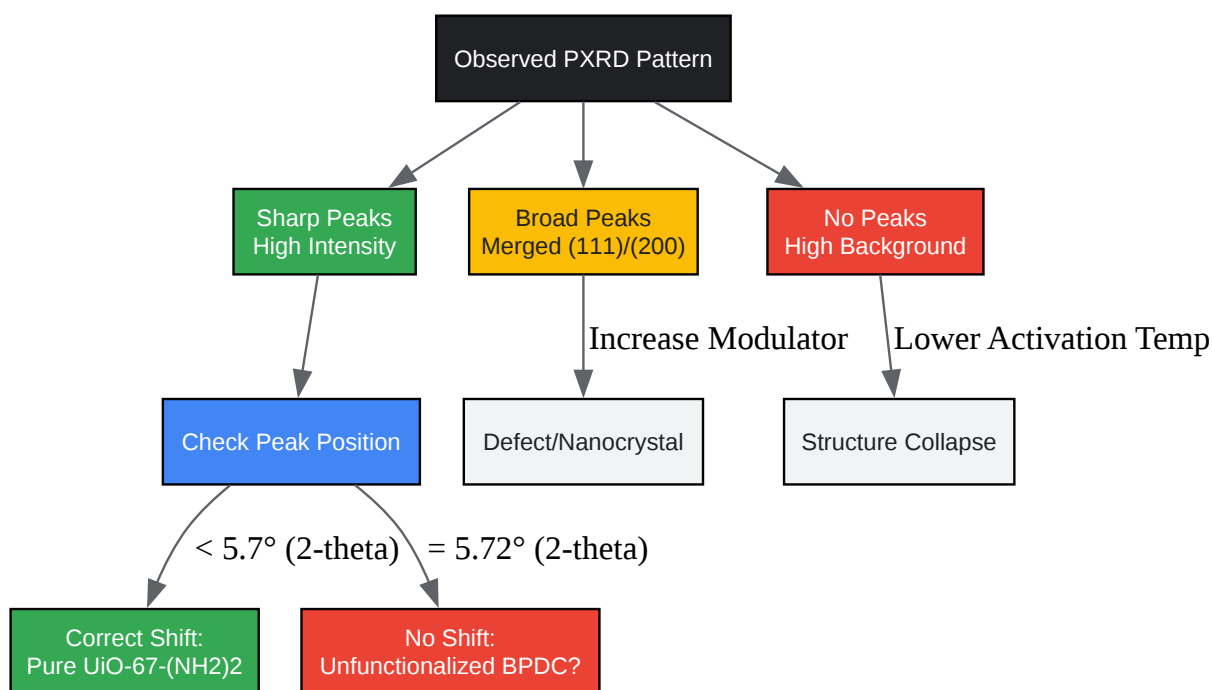 Observed PXRD Pattern
Sharp Peaks
High Intensity
Broad Peaks
Merged (111)/(200)
No Peaks
High Background
Increase Modulator
Lower Activation Temp
Check Peak Position
Defect/Nanocrystal
Structure Collapse
< 5.7° (2-theta)
= 5.72° (2-theta)
Correct Shift:
Pure UiO-67-(NH2)2
No Shift:
Unfunctionalized BPDC?